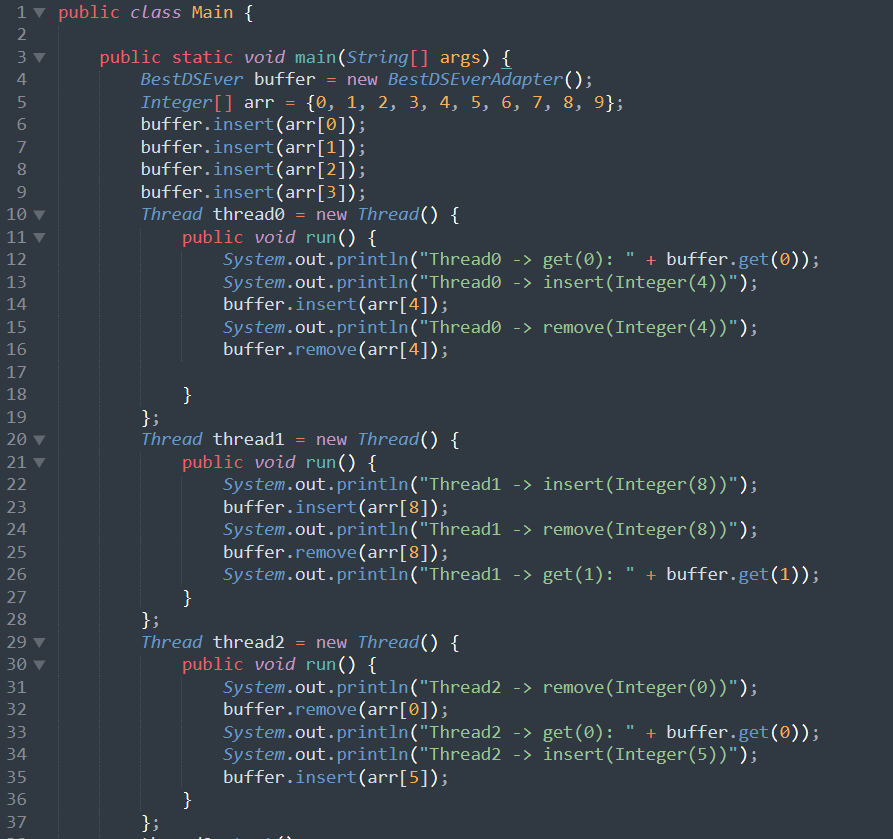 1 public class Main {
2
3     public static void main(String[] args) {
4         BestDSEver buffer = new BestDSEverAdapter();
5         Integer[] arr = {0, 1, 2, 3, 4, 5, 6, 7, 8, 9};
6         buffer.insert(arr[0]);
7         buffer.insert(arr[1]);
8         buffer.insert(arr[2]);
9         buffer.insert(arr[3]);
10         Thread thread0 = new Thread() {
11             public void run() {
12                 System.out.println("Thread0 -> get(0): " + buffer.get(0));
13                 System.out.println("Thread0 -> insert(Integer(4))");
14                 buffer.insert(arr[4]);
15                 System.out.println("Thread0 -> remove(Integer(4))");
16                 buffer.remove(arr[4]);
17
18             }
19         };
20         Thread thread1 = new Thread() {
21             public void run() {
22                 System.out.println("Thread1 -> insert(Integer(8))");
23                 buffer.insert(arr[8]);
24                 System.out.println("Thread1 -> remove(Integer(8))");
25                 buffer.remove(arr[8]);
26                 System.out.println("Thread1 -> get(1): " + buffer.get(1));
27             }
28         };
29         Thread thread2 = new Thread() {
30             public void run() {
31                 System.out.println("Thread2 -> remove(Integer(0))");
32                 buffer.remove(arr[0]);
33                 System.out.println("Thread2 -> get(0): " + buffer.get(0));
34                 System.out.println("Thread2 -> insert(Integer(5))");
35                 buffer.insert(arr[5]);
36             }
37         };